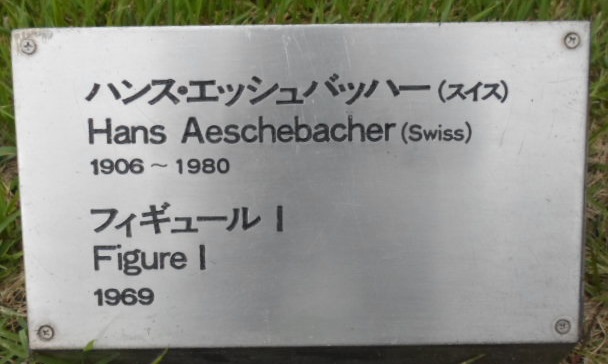 ハンス・エッシュバッハー(スイス)
Hans Aeschebacher(Swiss)
1906～1980
フィギュール I
Figure I
1969